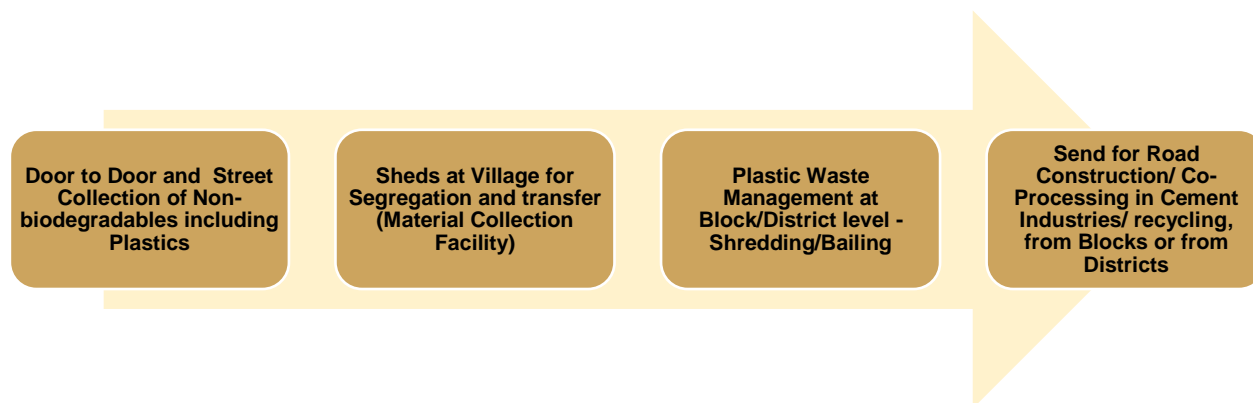 Door to Door and  Street
Collection of Non-
biodegradables including
Plastics
Sheds at Village for
Segregation and transfer
(Material Collection
Facility)
Plastic Waste
Management at
Block/District level -
Shredding/Bailing
Send for Road
Construction/ Co-
Processing in Cement
Industries/ recycling,
from Blocks or from
Districts